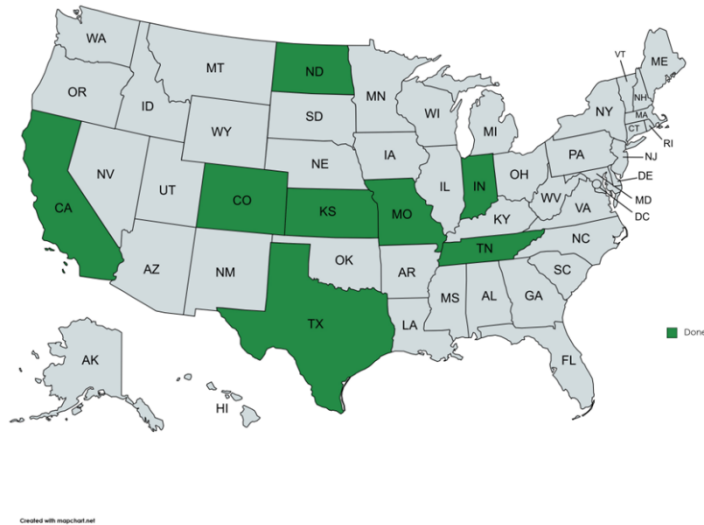 WA
MT
ND
MN
VT
ME
OR
ID
SD
WI
MI
NY
NH
MA
CT
RI
WY
IA
PA
NJ
NV
NE
IL
IN
OH
DE
UT
CO
KS
MO
WV
VA
MD
DC
CA
KY
AZ
NM
OK
AR
TN
NC
SC
TX
LA
MS
AL
GA
Done
AK
FL
HI
Created with mapchart.net